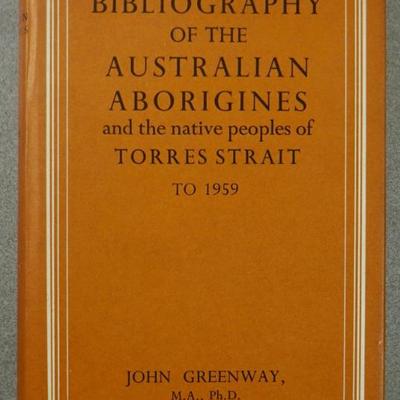 BIBLIOGRAPHY
OF THE
AUSTRALIAN
ABORIGINES
and the native peoples of
TORRES STRAIT
TO 1959
JOHN GREENWAY,
M.A., Ph.D.